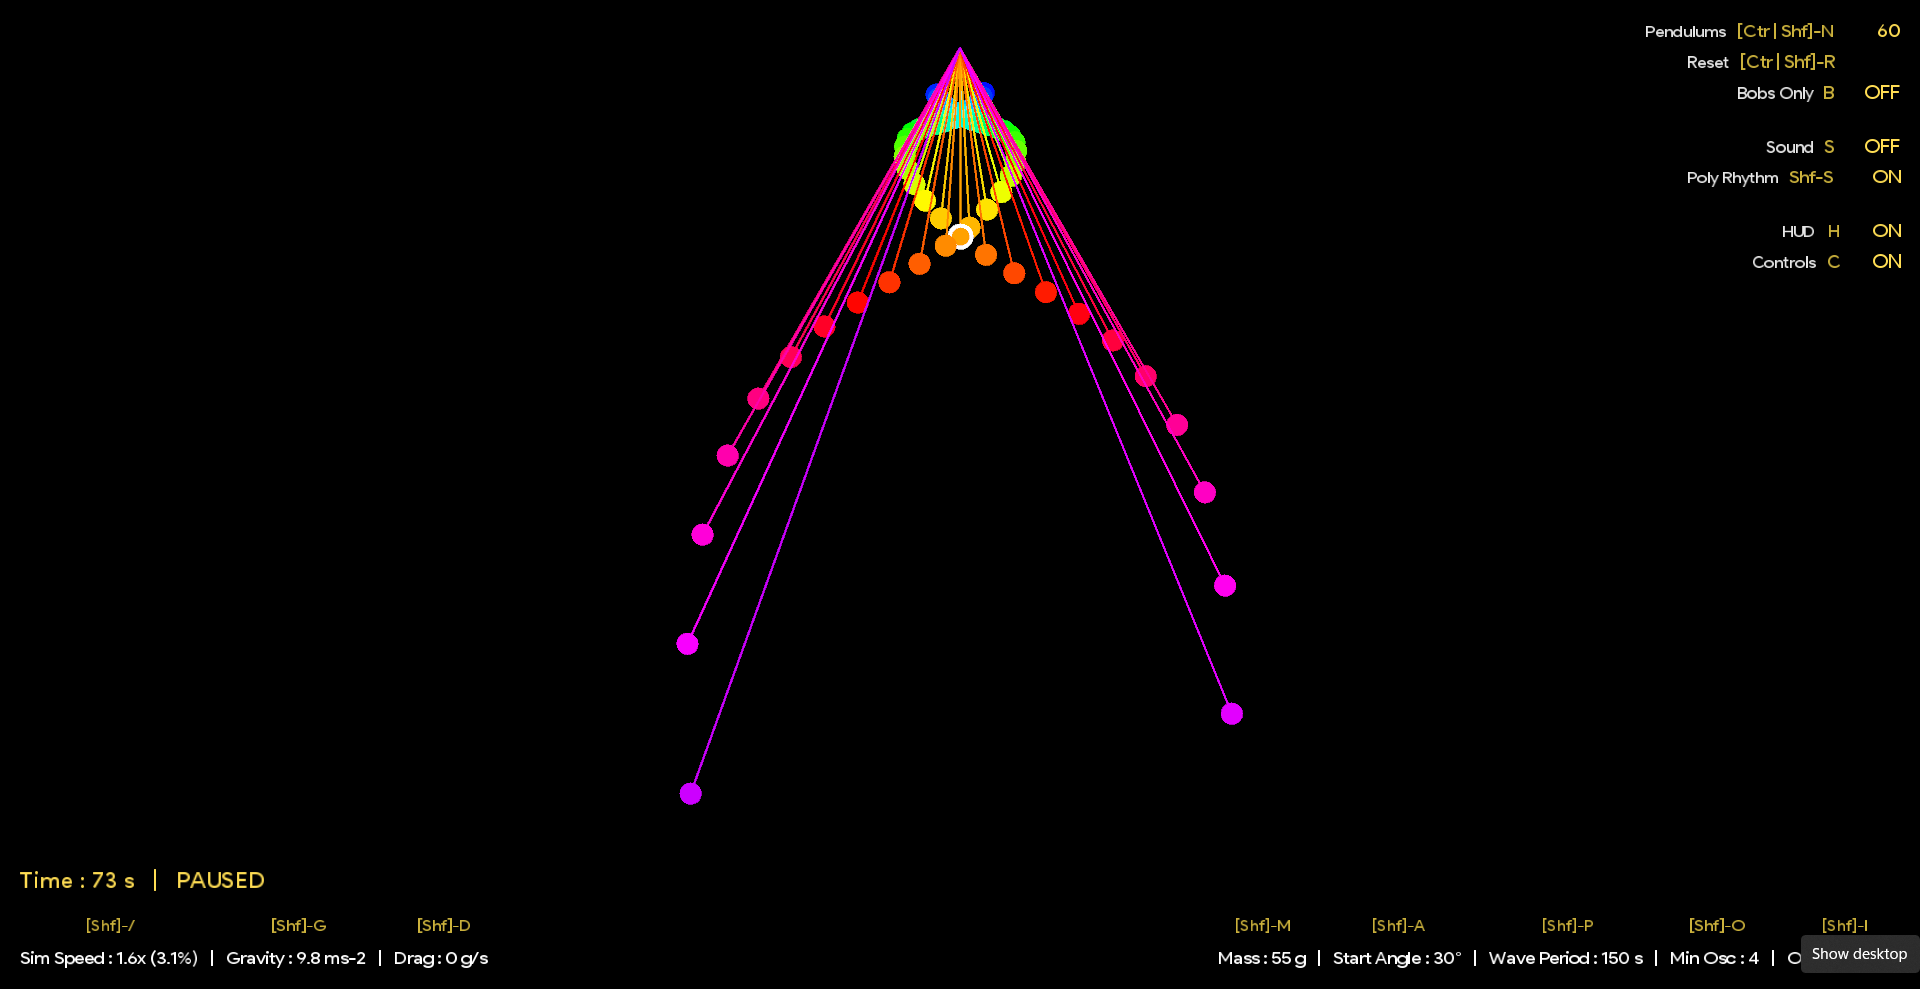 Pendulums [Ctr | Shf]-N 60
Reset [Ctr | Shf]-R
Bobs Only B OFF
Sound S OFF
Poly Rhythm Shf-S ON
HUD H ON
Controls C ON
Time : 73 s | PAUSED
[Shf]-/ [Shf]-G [Shf]-D [Shf]-M [Shf]-A [Shf]-P [Shf]-O [Shf]-I
Sim Speed : 1.6x (3.1%) | Gravity : 9.8 ms-2 | Drag : 0 g/s Mass : 55 g | Start Angle : 30° | Wave Period : 150 s | Min Osc : 4 |
Show desktop